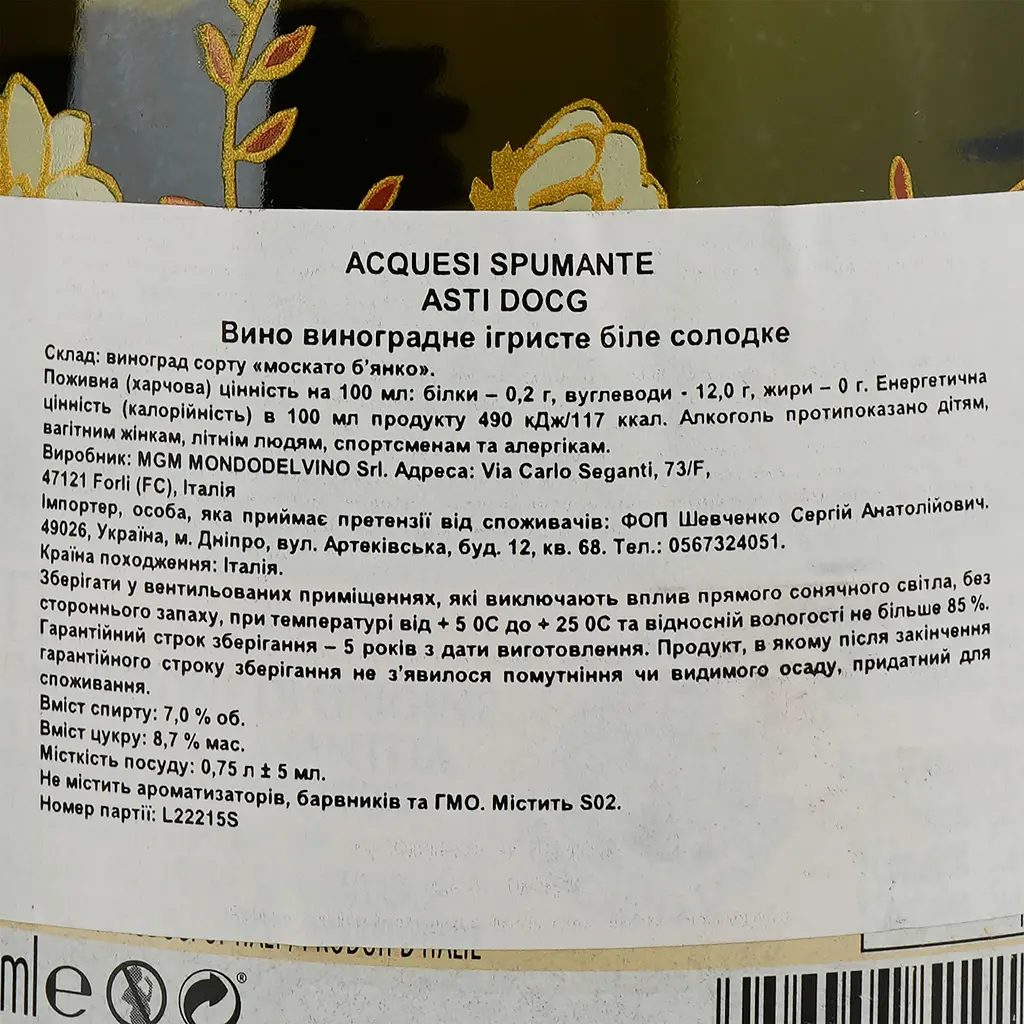 ACQUESI SPUMANTE
ASTI DOCG
Вино виноградне ігристе біле солодке
Склад: виноград сорту «москато б'янко».
Поживна (харчова) цінність на 100 мл: білки – 0,2 г, вуглеводи - 12,0 г, жири – 0 г. Енергетична
цінність (калорійність) в 100 мл продукту 490 кДж/117 ккал. Алкоголь протипоказано дітям,
вагітним жінкам, літнім людям, спортсменам та алергікам.
Виробник: MGM MONDODELVINO Srl. Адреса: Via Carlo Seganti, 73/F,
47121 Forli (FC), Італія
Імпортер, особа, яка приймає претензії від споживачів: ФОП Шевченко Сергій Анатолійович.
49026, Україна, м. Дніпро, вул. Артеківська, буд. 12, кв. 68. Тел.: 0567324051.
Країна походження: Італія.
Зберігати у вентильованих приміщеннях, які виключають вплив прямого сонячного світла, без
стороннього запаху, при температурі від + 5 0С до + 25 0С та відносній вологості не більше 85 %.
Гарантійний строк зберігання – 5 років з дати виготовлення. Продукт, в якому після закінчення
гарантійного строку зберігання не з'явилося помутніння чи видимого осаду, придатний для
споживання.
Вміст спирту: 7,0 % об.
Вміст цукру: 8,7 % мас.
Місткість посуду: 0,75 л ± 5 мл.
Не містить ароматизаторів, барвників та ГМО. Містить S02.
Номер партії: L22215S
ml e ®